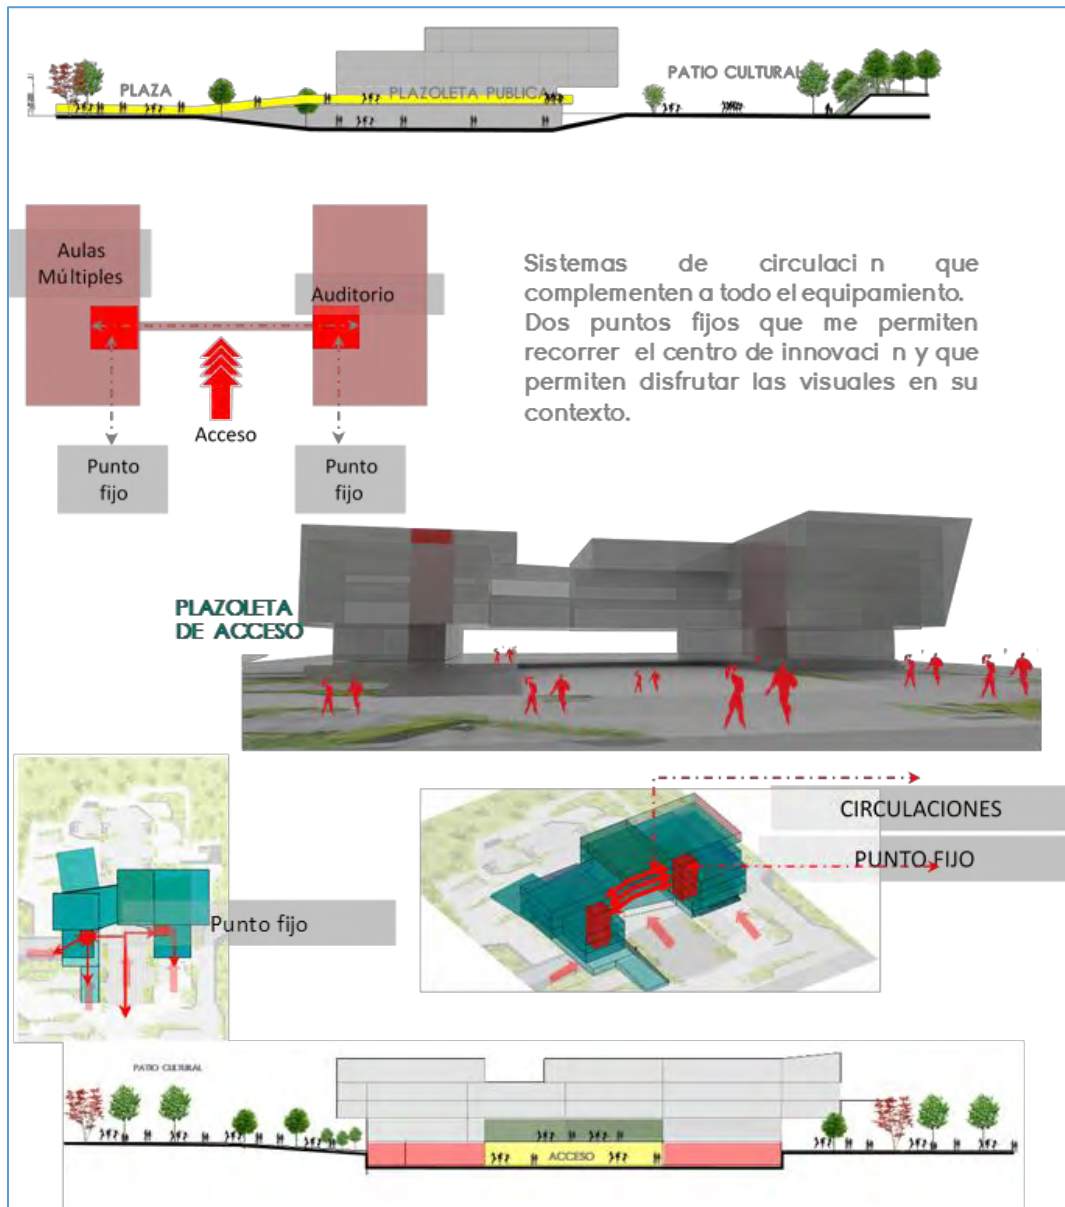 PLAZA
PLAZOLETA PUBLICA
PATIO CULTURAL
Aulas
Múltiples
Auditorio
Acceso
Punto
fijo
Punto
fijo
Sistemas de circulaci n que
complementen a todo el equipamiento.
Dos puntos fijos que me permiten
recorrer el centro de innovaci n y que
permiten disfrutar las visuales en su
contexto.
PLAZOLETA
DE ACCESO
CIRCULACIONES
PUNTO FIJO
Punto fijo
PATIO CULTURAL
ACCESO